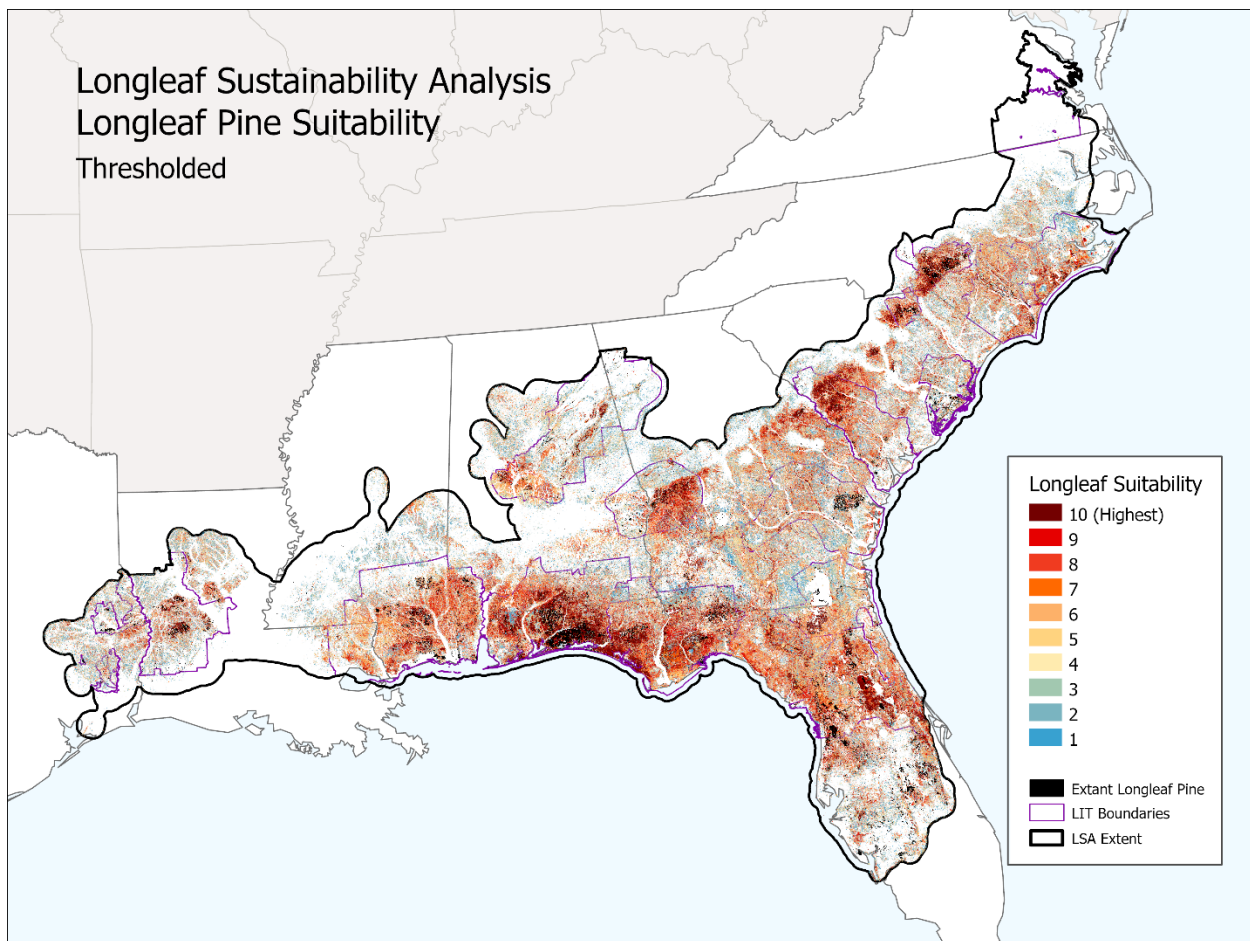 Longleaf Sustainability Analysis
Longleaf Pine Suitability
Thresholded
Longleaf Suitability
10 (Highest)
9
8
7
6
5
4
3
2
1
Extant Longleaf Pine
LIT Boundaries
LSA Extent